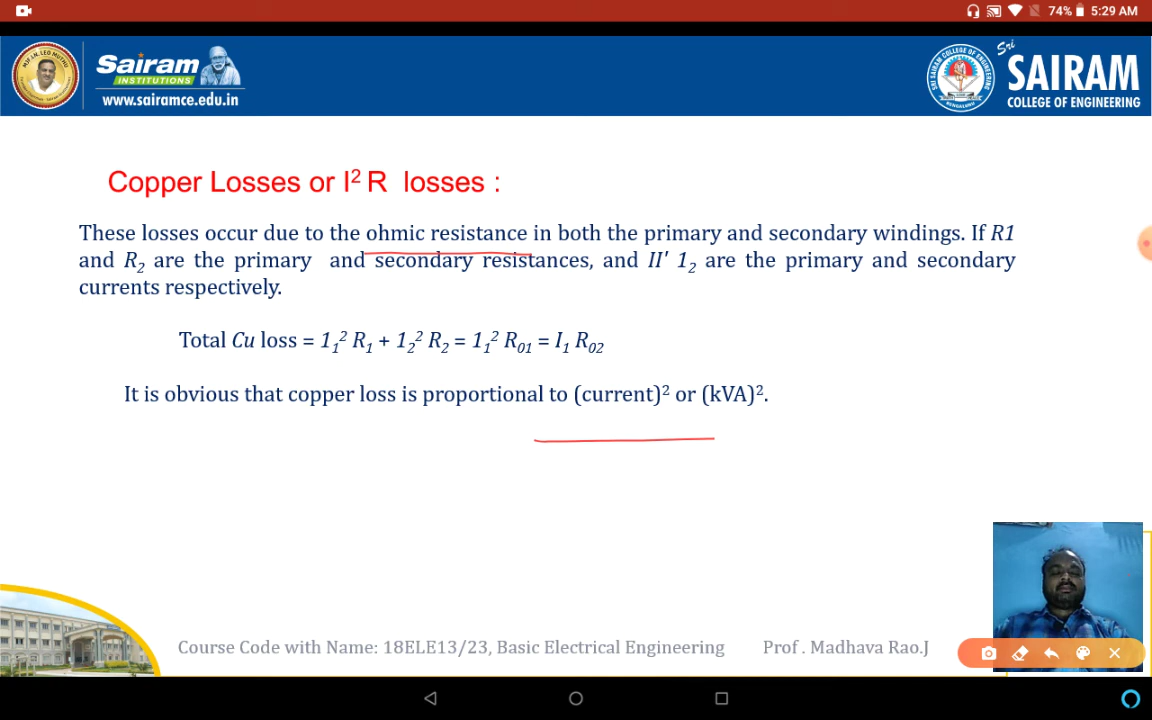 74% 5:29 AM
Sairam
INSTITUTIONS
www.sairamce.edu.in
Sri
SAIRAM
COLLEGE OF ENGINEERING
Copper Losses or I² R losses :
These losses occur due to the ohmic resistance in both the primary and secondary windings. If R1
and R₂ are the primary and secondary resistances, and II' 1₂ are the primary and secondary
currents respectively.
Total Cu loss = 1₁² R₁ + 1₂² R₂ = 1₁² R₀₁ = I₁ R₀₂
It is obvious that copper loss is proportional to (current)² or (kVA)².
Course Code with Name: 18ELE13/23, Basic Electrical Engineering Prof . Madhava Rao.J